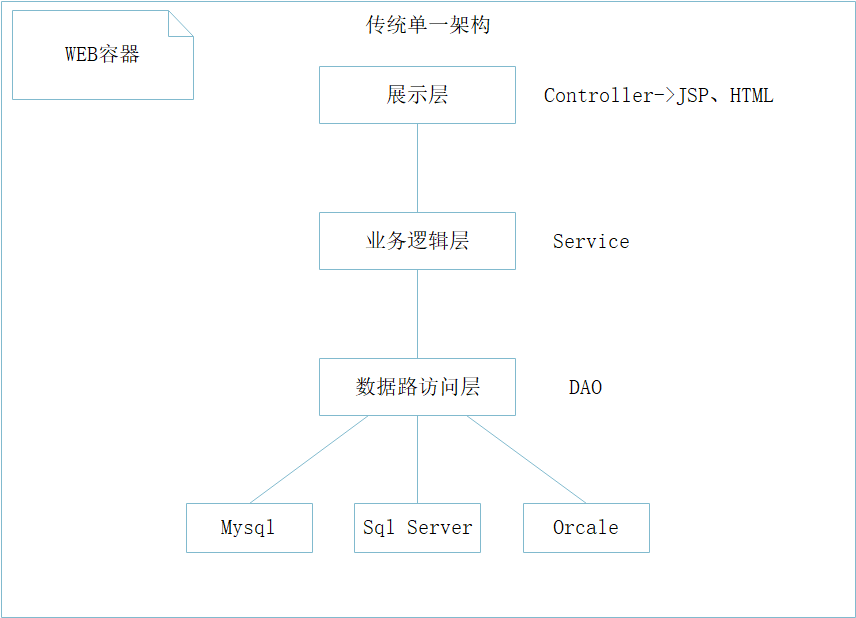 传统单一架构
WEB容器
展示层
Controller->JSP、HTML
业务逻辑层
Service
数据路访问层
DAO
Mysql
Sql Server
Orcale